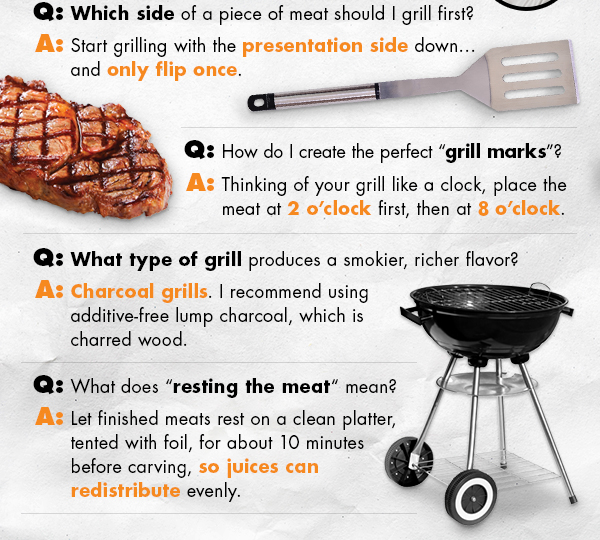 Q: Which side of a piece of meat should I grill first?
A: Start grilling with the presentation side down...
and only flip once.
Q: How do I create the perfect “grill marks”?
A: Thinking of your grill like a clock, place the
meat at 2 o’clock first, then at 8 o’clock.
Q: What type of grill produces a smokier, richer flavor?
A: Charcoal grills. I recommend using
additive-free lump charcoal, which is
charred wood.
Q: What does “resting the meat“ mean?
A: Let finished meats rest on a clean platter,
tented with foil, for about 10 minutes
before carving, so juices can
redistribute evenly.